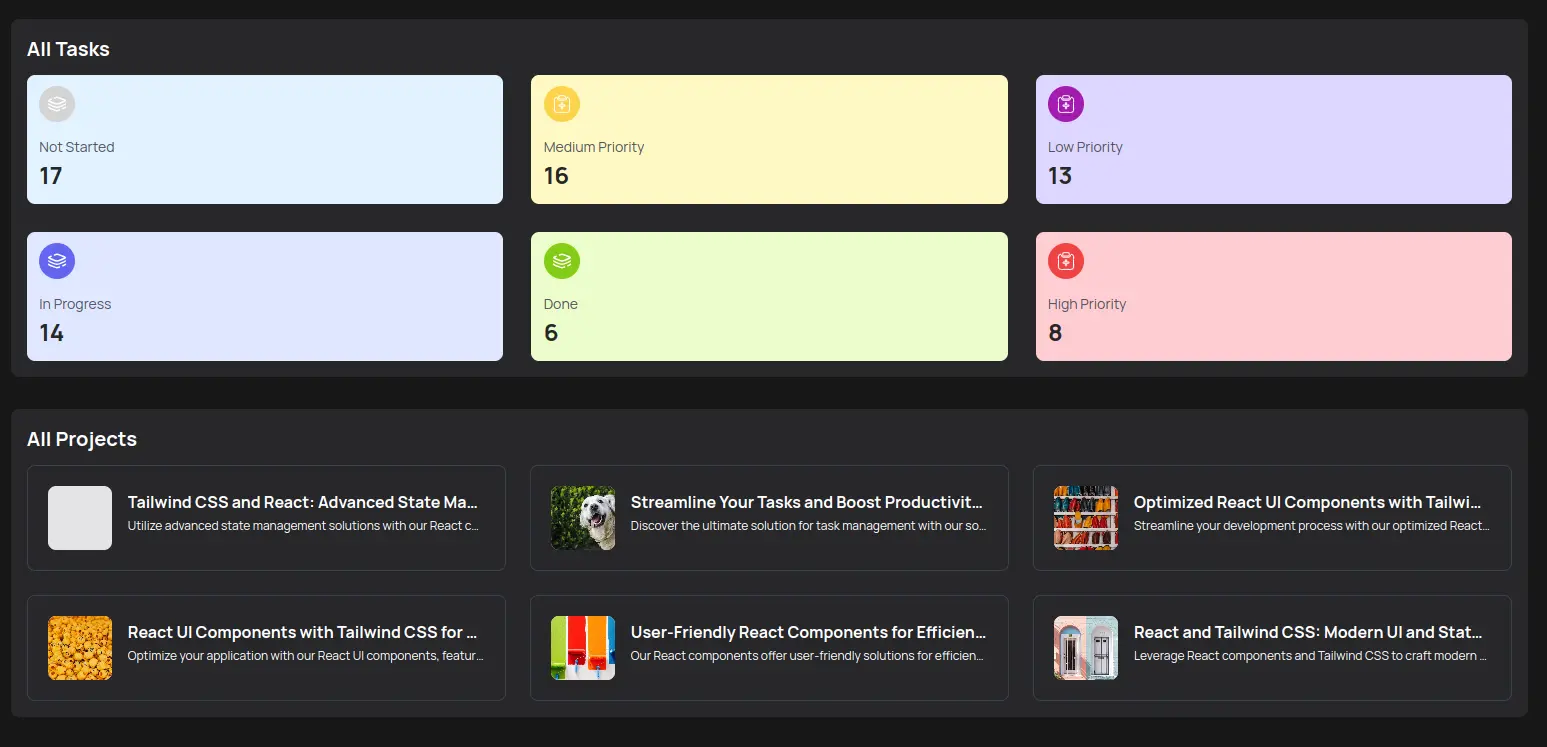 All Tasks
Not Started
17
Medium Priority
16
Low Priority
13
In Progress
14
Done
6
High Priority
8
All Projects
Tailwind CSS and React: Advanced State Ma...
Utilize advanced state management solutions with our React c...
Streamline Your Tasks and Boost Productivit...
Discover the ultimate solution for task management with our so...
Optimized React UI Components with Tailwi...
Streamline your development process with our optimized React...
React UI Components with Tailwind CSS for ...
Optimize your application with our React UI components, featur...
User-Friendly React Components for Efficien...
Our React components offer user-friendly solutions for efficien...
React and Tailwind CSS: Modern UI and Stat...
Leverage React components and Tailwind CSS to craft modern ...